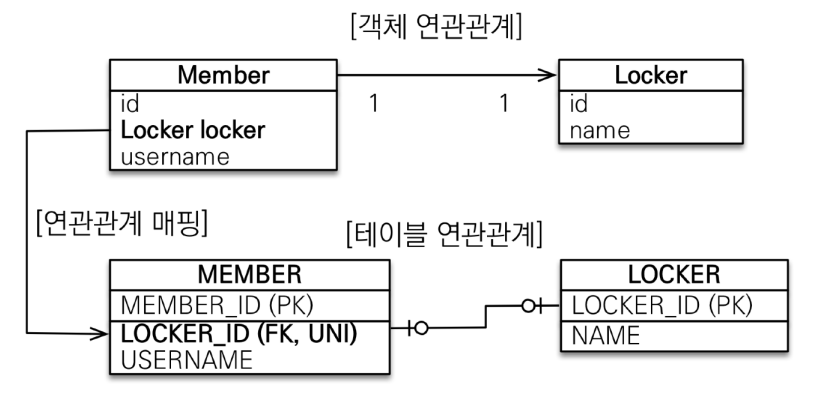 [객체 연관관계]
Member
id
Locker locker
username
1
1
Locker
id
name
[연관관계 매핑]
[테이블 연관관계]
MEMBER
MEMBER_ID (PK)
LOCKER_ID (FK, UNI)
USERNAME
LOCKER
LOCKER_ID (PK)
NAME